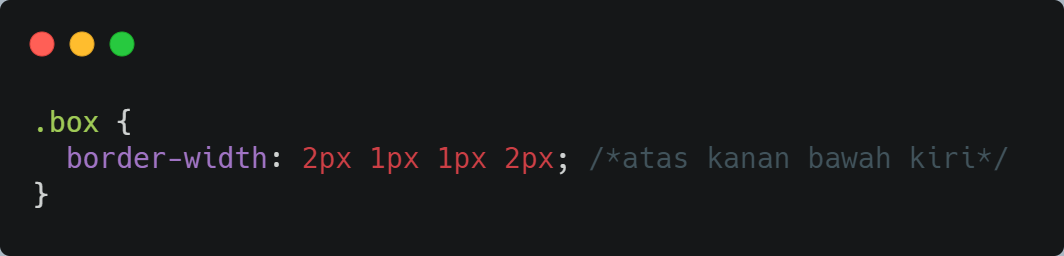 .box {
  border-width: 2px 1px 1px 2px; /*atas kanan bawah kiri*/
}